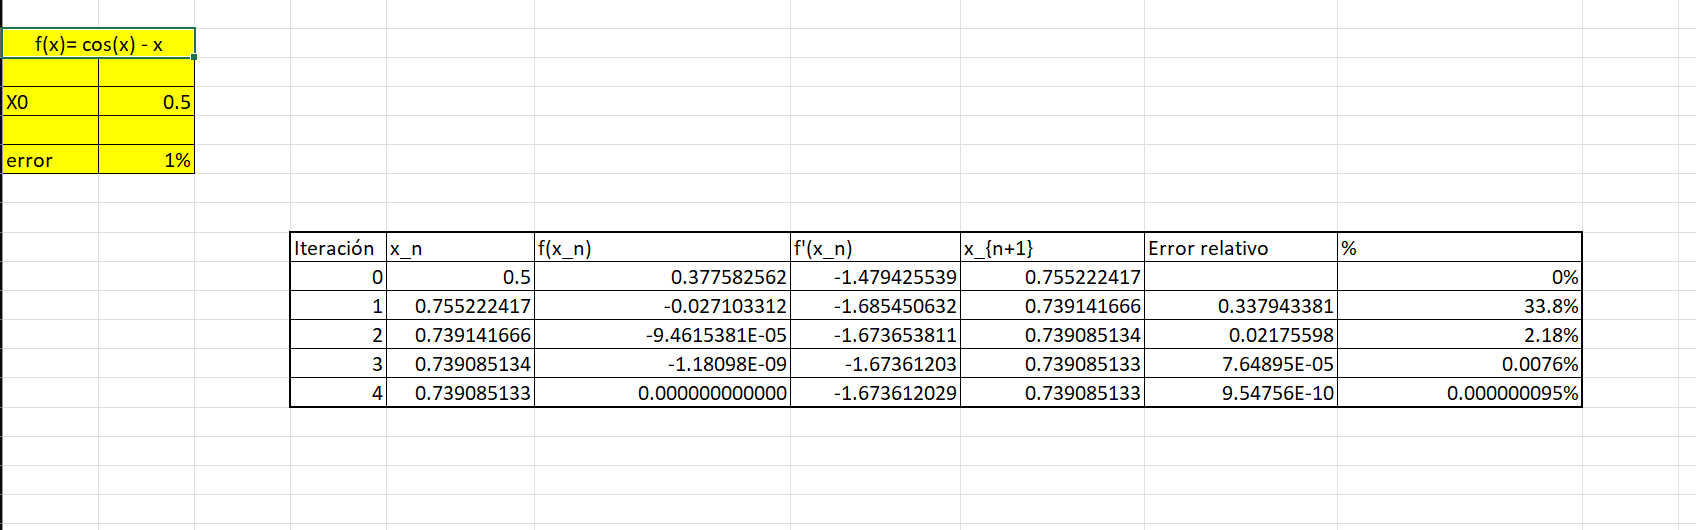 f(x)= cos(x) - x
X0 0.5
error 1%
Iteración x_n f(x_n) f'(x_n) x_{n+1} Error relativo %
0 0.5 0.377582562 -1.479425539 0.755222417 0%
1 0.755222417 -0.027103312 -1.685450632 0.739141666 0.337943381 33.8%
2 0.739141666 -9.4615381E-05 -1.673653811 0.739085134 0.02175598 2.18%
3 0.739085134 -1.18098E-09 -1.67361203 0.739085133 7.64895E-05 0.0076%
4 0.739085133 0.000000000000 -1.673612029 0.739085133 9.54756E-10 0.000000095%